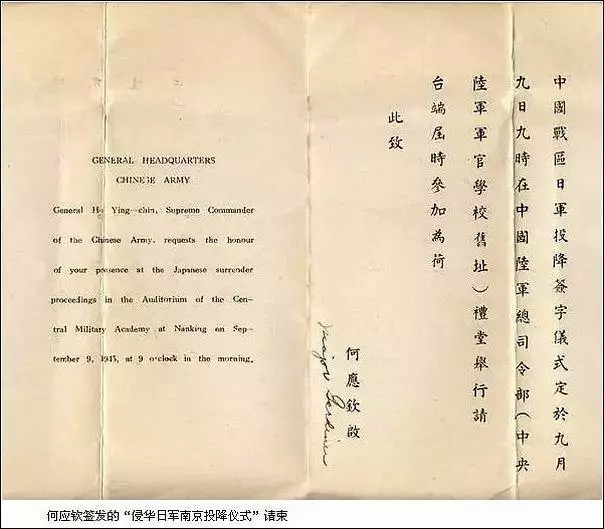 GENERAL HEADQUARTERS
CHINESE ARMY
General Ho Ying—chin, Supreme Commander
of the Chinese Army, requests the honour
of your presence at the Japanese surrender
proceedings in the Auditorium of the Cen—
tral Military Academy at Nanking on Sep—
tember 9, 1945, at 9 o'clock in the morning.
中國戰區日軍投降簽字儀式定於九月
九日九時在中國陸軍總司令部（中央
陸軍軍官學校舊址）禮堂舉行請
台端屆時參加為荷
此致
何應欽啟
Major
何应钦签发的“侵华日军南京投降仪式”请柬